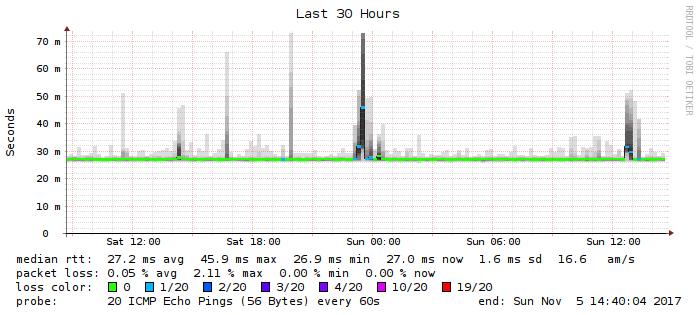 Last 30 Hours
RRDTOOL / TOBI OETIKER
Seconds
70 m
60 m
50 m
40 m
30 m
20 m
10 m
0
Sat 12:00 Sat 18:00 Sun 00:00 Sun 06:00 Sun 12:00
median rtt: 27.2 ms avg 45.9 ms max 26.9 ms min 27.0 ms now 1.6 ms sd 16.6 am/s
packet loss: 0.05 % avg 2.11 % max 0.00 % min 0.00 % now
loss color: 0 1/20 2/20 3/20 4/20 10/20 19/20
probe: 20 ICMP Echo Pings (56 Bytes) every 60s end: Sun Nov 5 14:40:04 2017